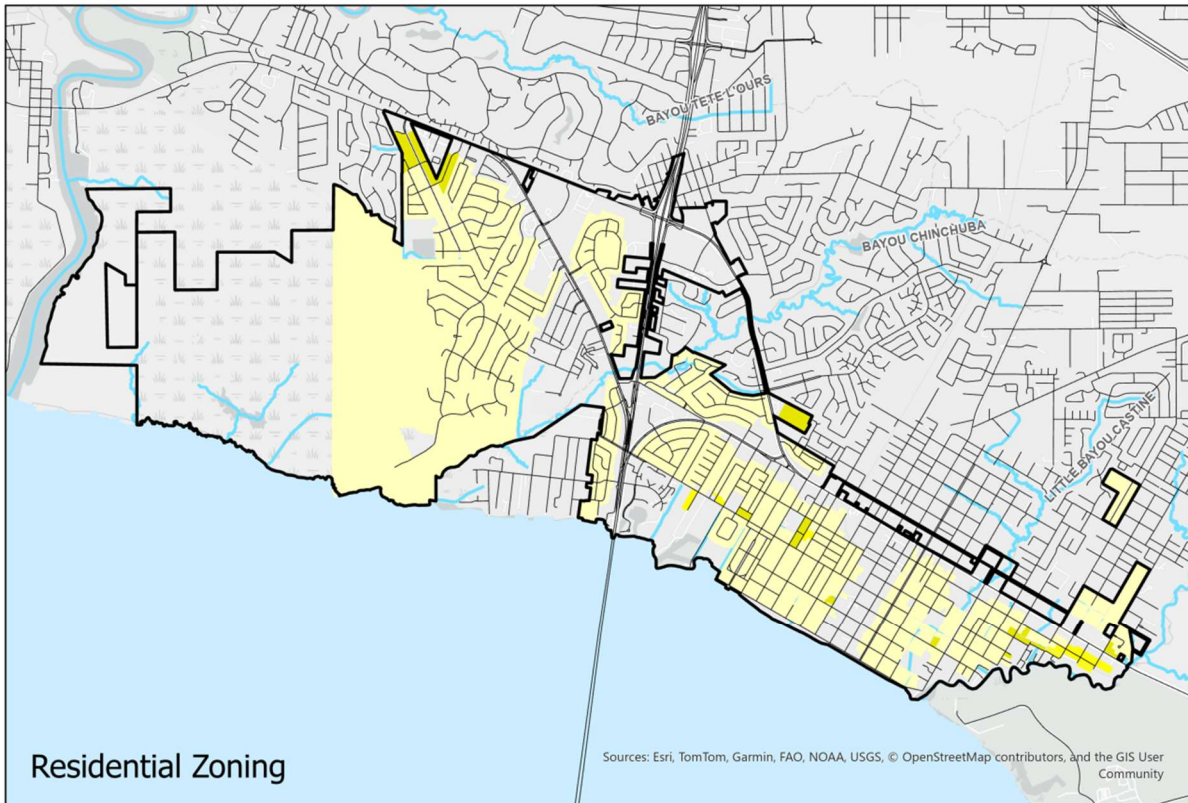 BAYOU TETE L'OURS
BAYOU CHINCHUBA
LITTLE BAYOU CASTINE
Residential Zoning
Sources: Esri, TomTom, Garmin, FAO, NOAA, USGS, © OpenStreetMap contributors, and the GIS User
Community